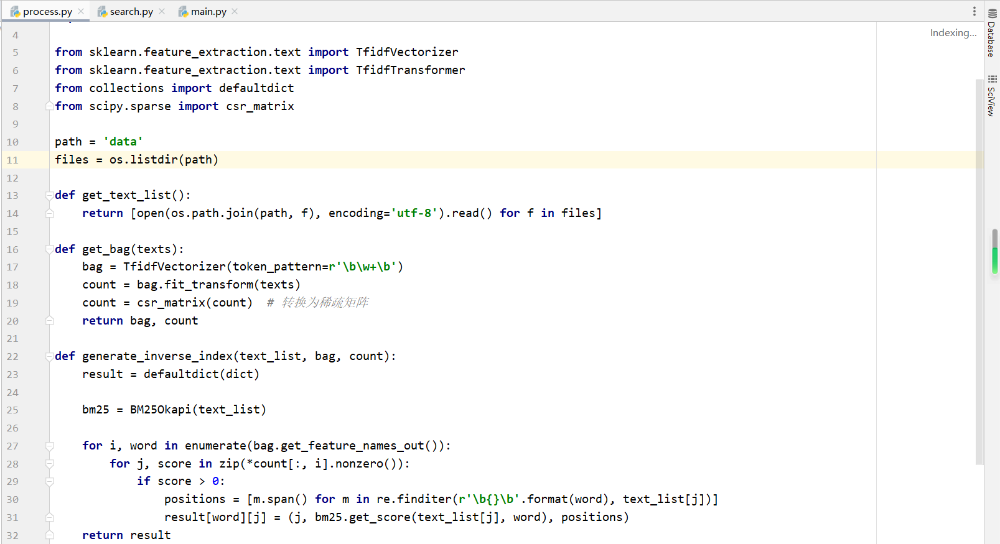 process.py search.py main.py
Indexing...
4
5 from sklearn.feature_extraction.text import TfidfVectorizer
6 from sklearn.feature_extraction.text import TfidfTransformer
7 from collections import defaultdict
8 from scipy.sparse import csr_matrix
9
10 path = 'data'
11 files = os.listdir(path)
12
13 def get_text_list():
14     return [open(os.path.join(path, f), encoding='utf-8').read() for f in files]
15
16 def get_bag(texts):
17     bag = TfidfVectorizer(token_pattern=r'\b\w+\b')
18     count = bag.fit_transform(texts)
19     count = csr_matrix(count)  # 转换为稀疏矩阵
20     return bag, count
21
22 def generate_inverse_index(text_list, bag, count):
23     result = defaultdict(dict)
24
25     bm25 = BM25Okapi(text_list)
26
27     for i, word in enumerate(bag.get_feature_names_out()):
28         for j, score in zip(*count[:, i].nonzero()):
29             if score > 0:
30                 positions = [m.span() for m in re.finditer(r'\b{}\b'.format(word), text_list[j])]
31                 result[word][j] = (j, bm25.get_score(text_list[j], word), positions)
32     return result
Database
SciView